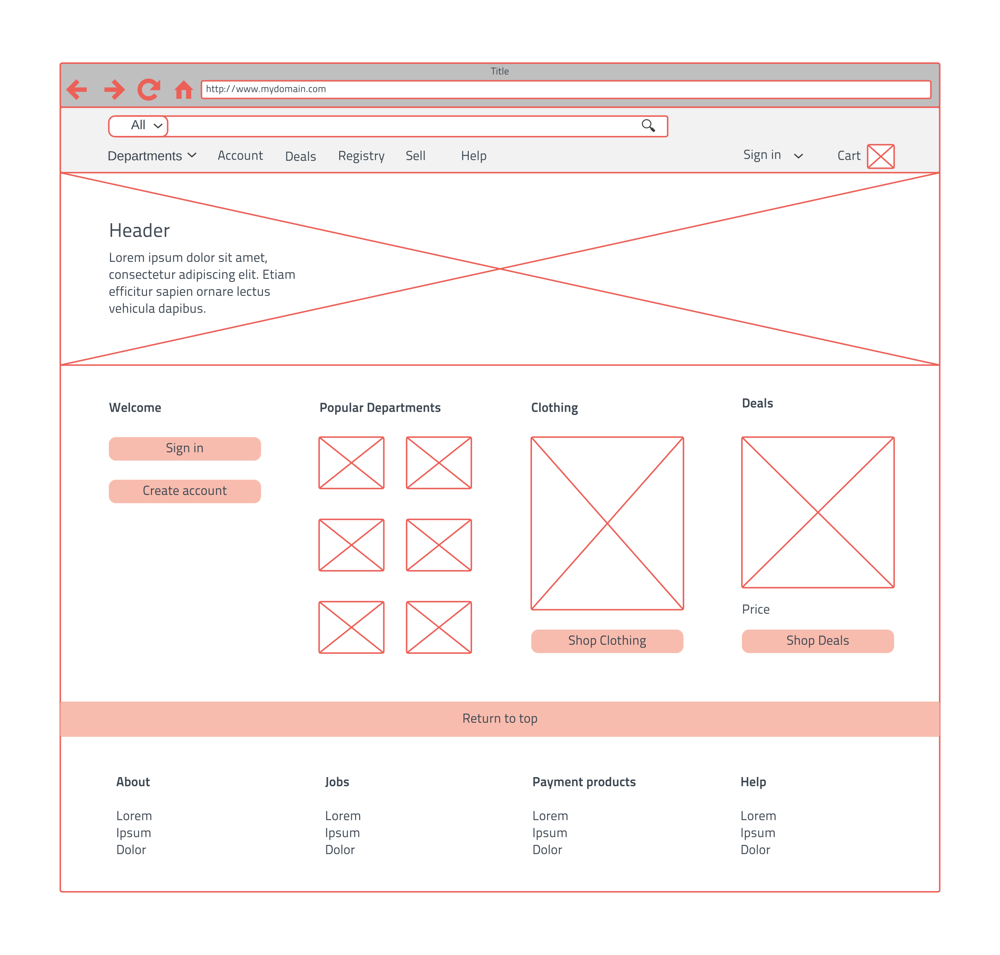 Title
http://www.mydomain.com
All
Departments Account Deals Registry Sell Help Sign in Cart
Header
Lorem ipsum dolor sit amet,
consectetur adipiscing elit. Etiam
efficitur sapien ornare lectus
vehicula dapibus.
Welcome Popular Departments Clothing Deals
Sign in
Create account
Price
Shop Clothing Shop Deals
Return to top
About Jobs Payment products Help
Lorem Lorem Lorem Lorem
Ipsum Ipsum Ipsum Ipsum
Dolor Dolor Dolor Dolor